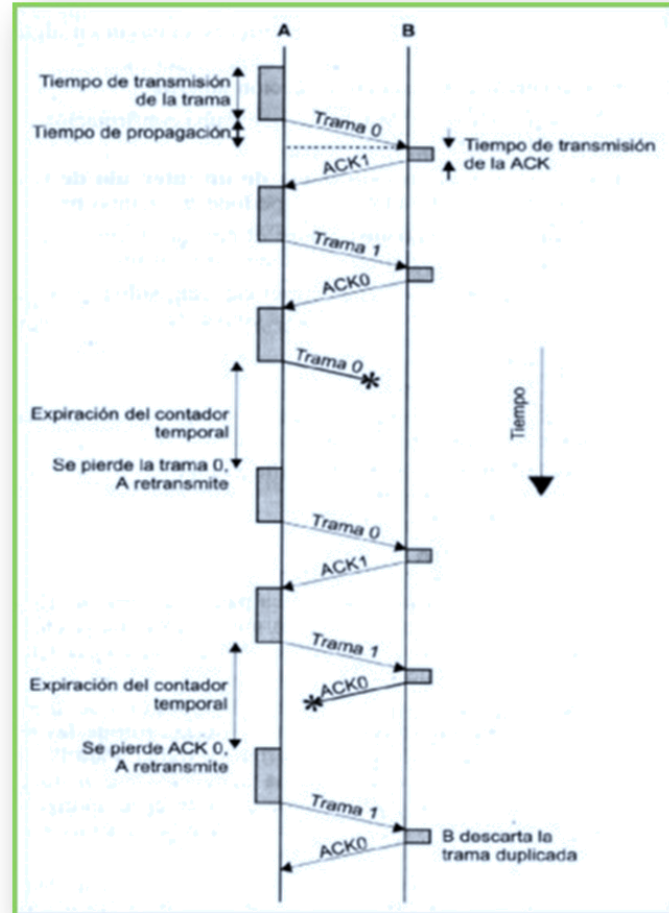 A
B
Tiempo de transmisión
de la trama
Tiempo de propagación
Trama 0
Tiempo de transmisión
de la ACK
ACK1
Trama 1
ACK0
Trama 0
Expiración del contador
temporal
Tiempo
Se pierde la trama 0,
A retransmite
Trama 0
ACK1
Trama 1
Expiración del contador
temporal
ACK0
Se pierde ACK 0,
A retransmite
Trama 1
ACK0
B descarta la
trama duplicada